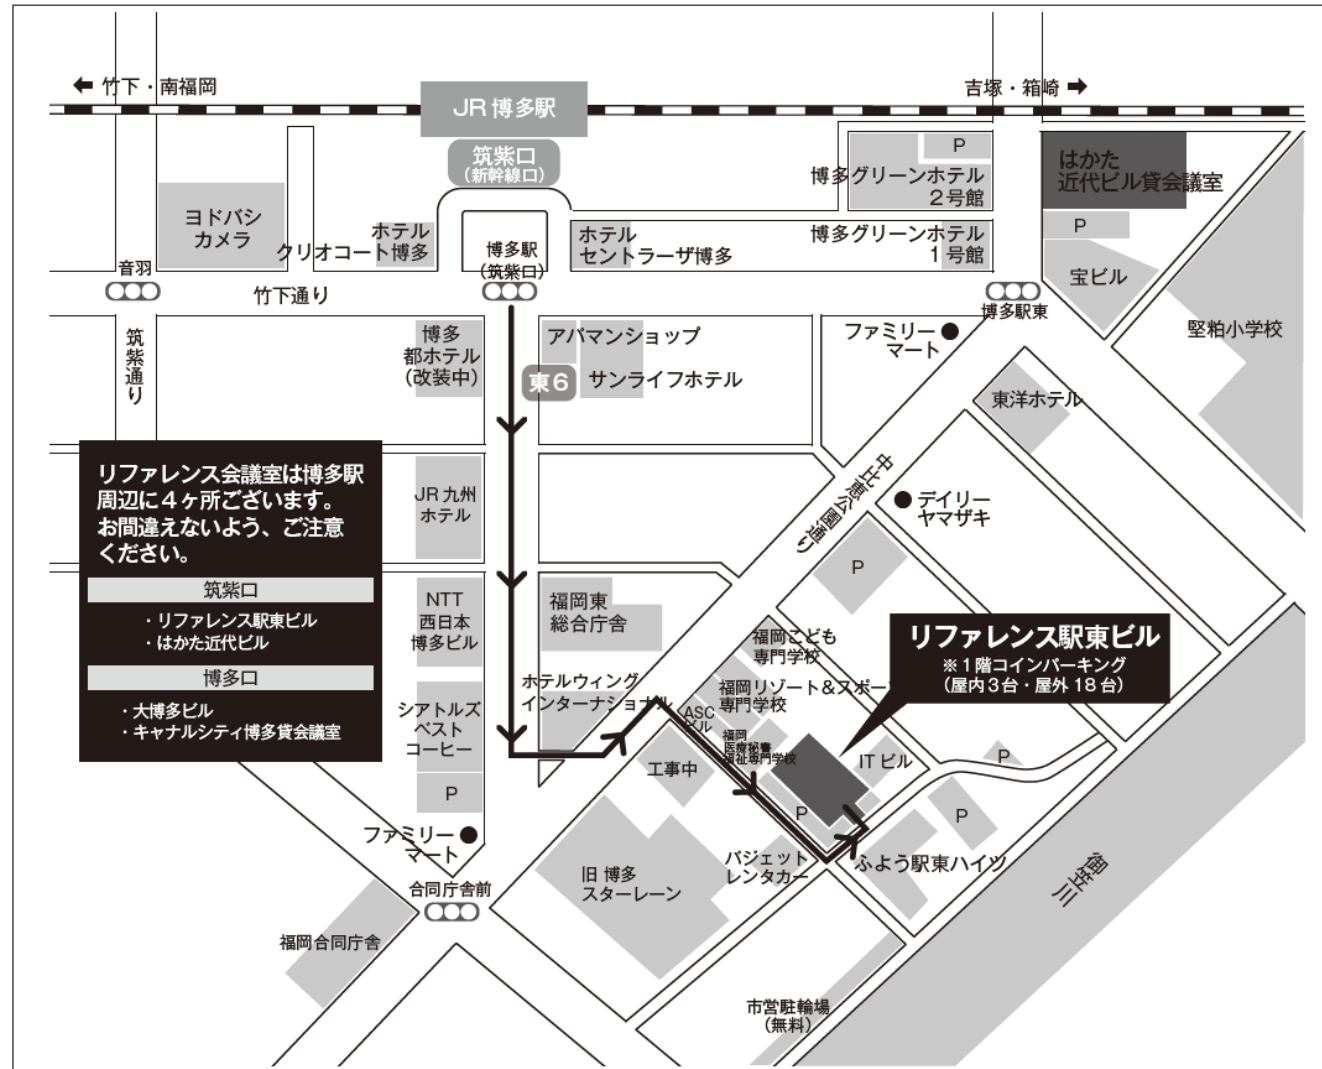 竹下・南福岡
JR 博多駅
吉塚・箱崎
筑紫口
(新幹線口)
P
博多グリーンホテル
2号館
はかた
近代ビル貸会議室
ヨドバシ
カメラ
ホテル
クリオコート博多
博多駅
(筑紫口)
ホテル
セントラーザ博多
博多グリーンホテル
1号館
P
宝ビル
音羽
竹下通り
博多駅東
筑紫通り
博多
都ホテル
(改装中)
アパマンショップ
東6
サンライフホテル
ファミリー
マート
堅粕小学校
東洋ホテル
リファレンス会議室は博多駅
周辺に4ヶ所ございます。
お間違えないよう、ご注意
ください。
筑紫口
・リファレンス駅東ビル
・はかた近代ビル
博多口
・大博多ビル
・キャナルシティ博多貸会議室
JR 九州
ホテル
中比恵公園通り
デイリー
ヤマザキ
P
NTT
西日本
博多ビル
福岡東
総合庁舎
福岡こども
専門学校
リファレンス駅東ビル
※1階コインパーキング
(屋内3台・屋外 18 台)
ホテルウィング
インターナショナル
福岡リゾート&スポーツ
専門学校
シアトルズ
ベスト
コーヒー
ASC
ビル
福岡
医療秘書
福祉専門学校
工事中
IT ビル
P
P
P
P
ファミリー
マート
バジェット
レンタカー
ふよう駅東ハイツ
旧 博多
スターレーン
御笠川
合同庁舎前
福岡合同庁舎
市営駐輪場
(無料)